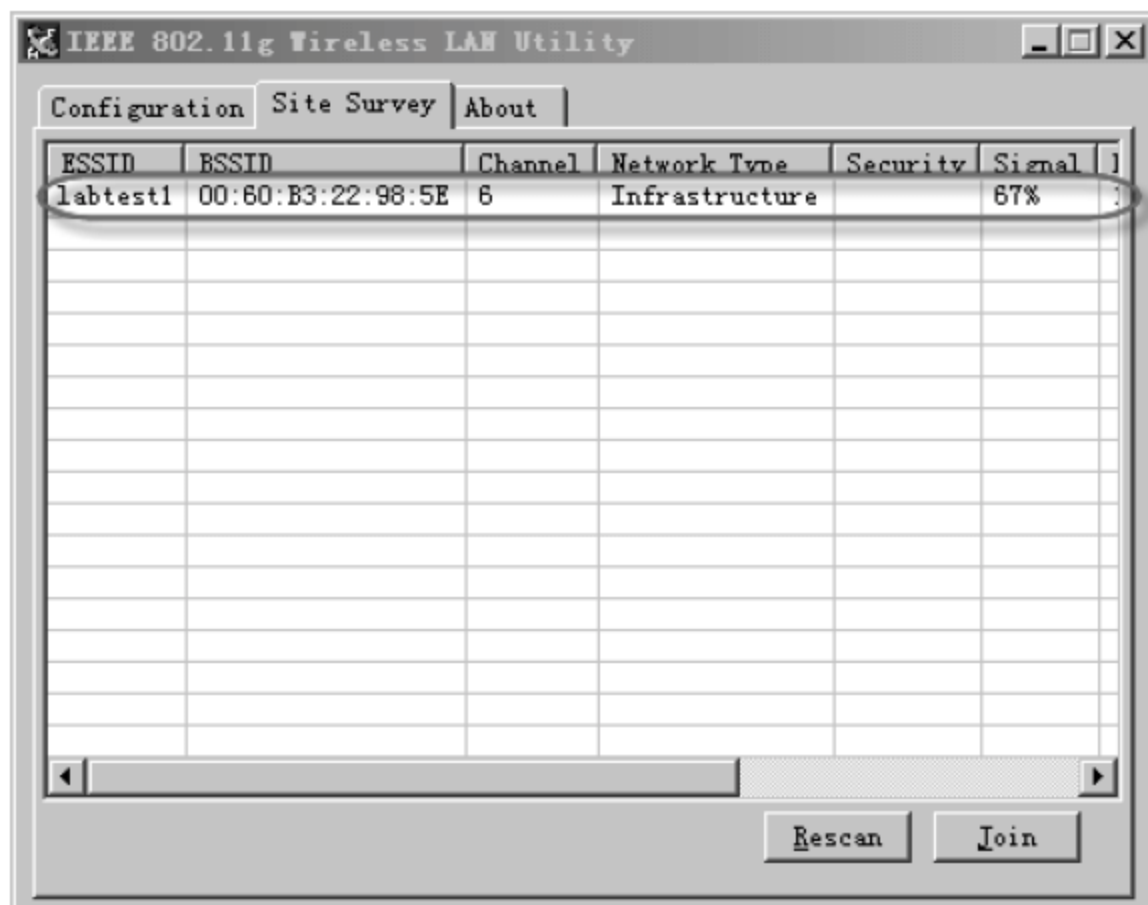 IEEE 802.11g Wireless LAN Utility
Configuration Site Survey About
ESSID BSSID Channel Network Type Security Signal
labtest1 00:60:B3:22:98:5E 6 Infrastructure 67%
Rescan Join